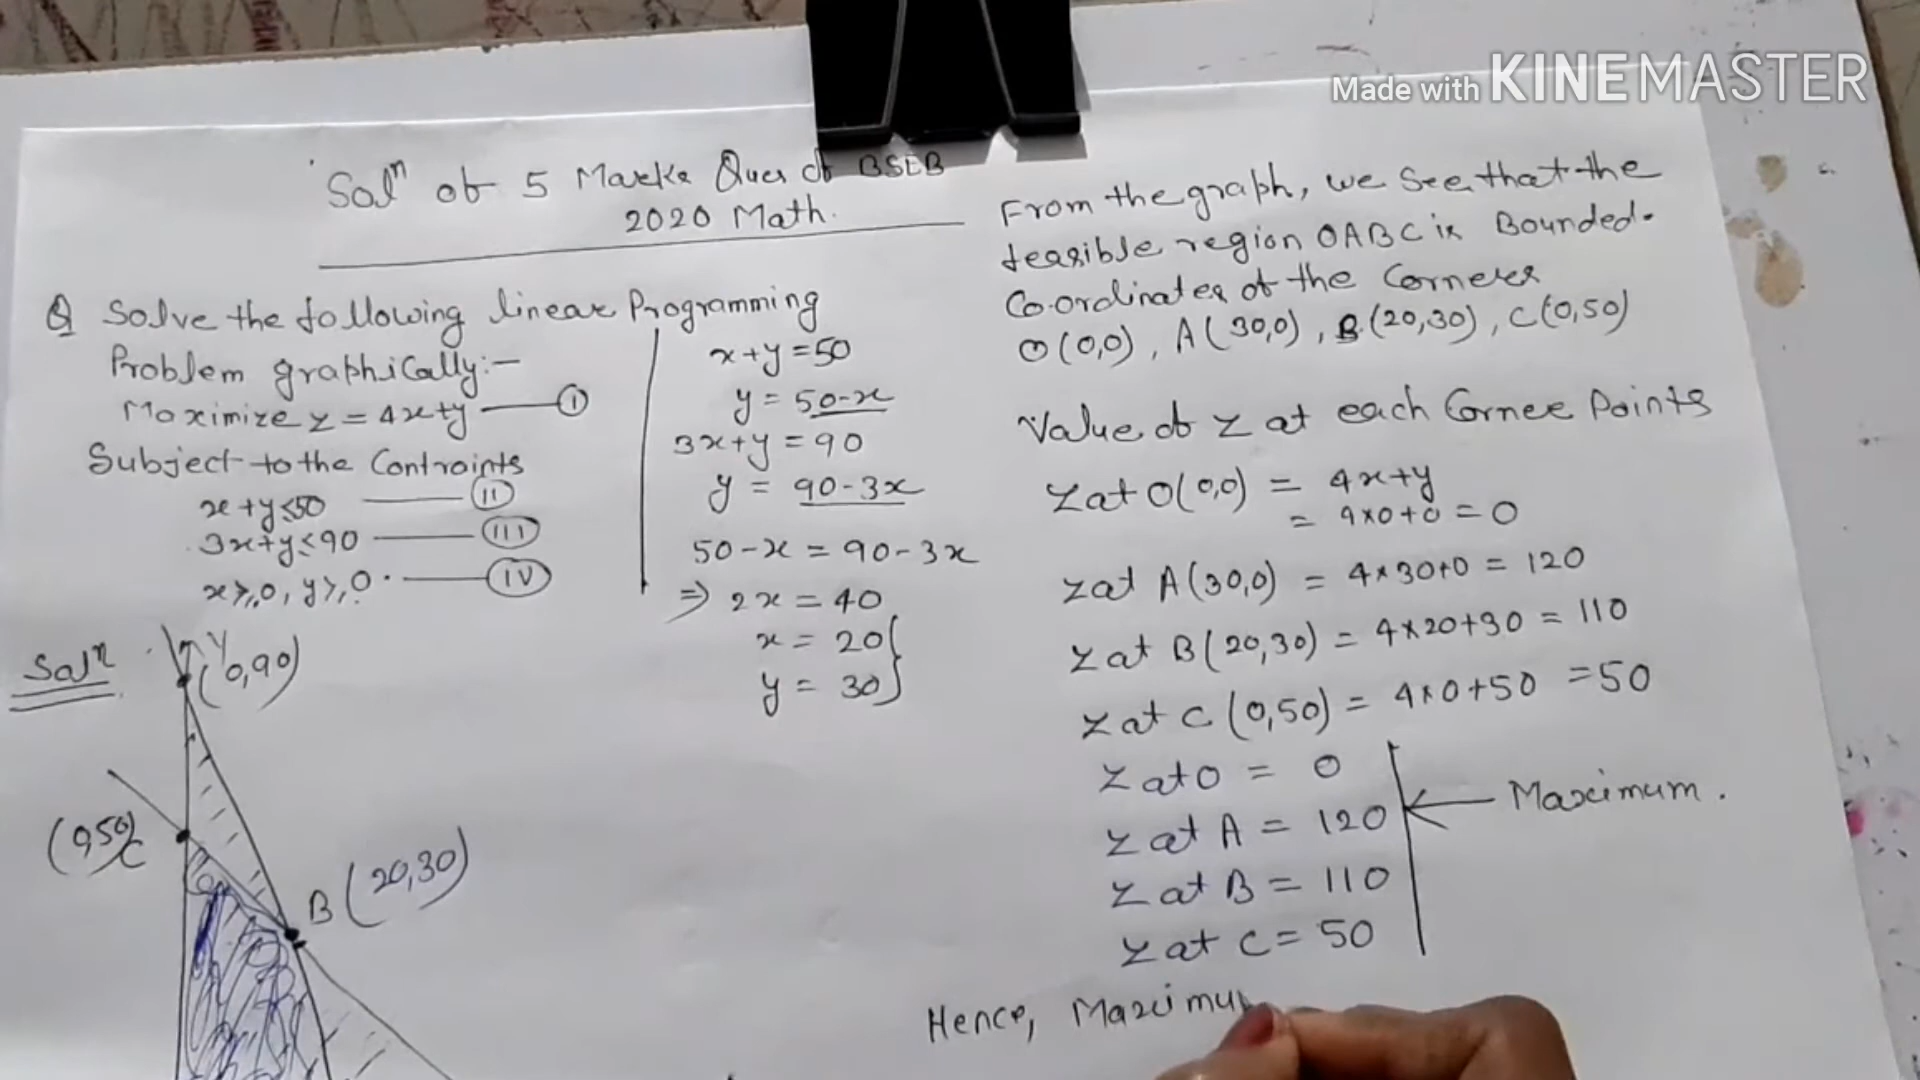 Made with KINEMASTER
Solⁿ of 5 Marks Ques of BSEB
2020 Math.
Q Solve the following linear Programming
Problem graphically:-
Maximize z = 4x+y — I
Subject to the Contraints
x+y≤50 — II
3x+y≤90 — III
x≥0, y≥0. — IV
Solⁿ
Y
(0,90)
(0,50) C
B (20,30)
x+y=50
y = 50-x
3x+y = 90
y = 90-3x
50-x = 90-3x
⇒ 2x = 40
x = 20
y = 30
From the graph, we see that the
feasible region OABC is Bounded.
Co-ordinates of the Corners
O(0,0), A(30,0), B(20,30), C(0,50)
Value of Z at each Corner Points
Z at O(0,0) = 4x+y
= 4×0+0 = 0
Z at A(30,0) = 4×30+0 = 120
Z at B(20,30) = 4×20+30 = 110
Z at C (0,50) = 4×0+50 = 50
Z at O = 0
Z at A = 120 ← Maximum.
Z at B = 110
Z at C = 50
Hence, Maximu